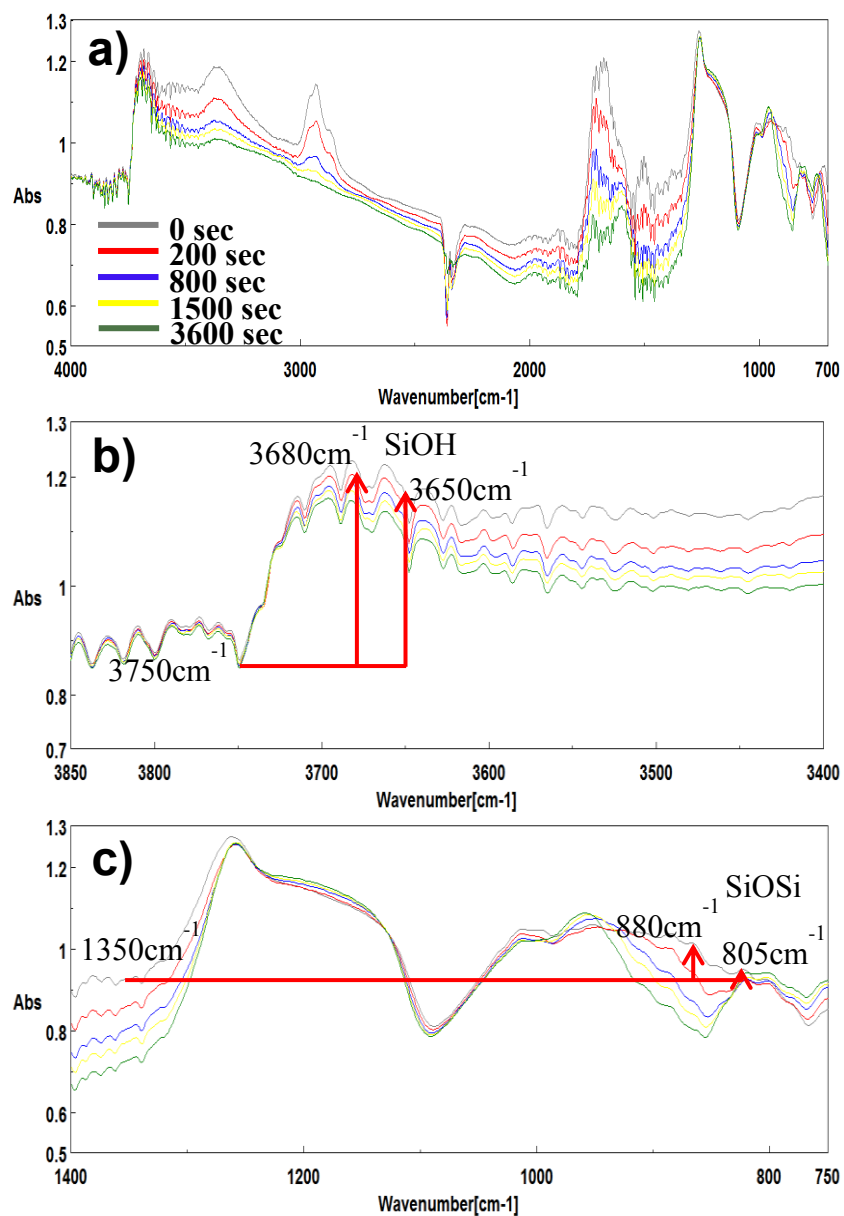 a)
1.3
1.2
1
0.8
0.6
0.5
Abs
0 sec
200 sec
800 sec
1500 sec
3600 sec
4000 3000 2000 1000 700
Wavenumber[cm-1]
b)
1.3
1.2
1
0.8
0.7
Abs
3680cm-1 SiOH
3650cm-1
3750cm-1
3850 3800 3700 3600 3500 3400
Wavenumber[cm-1]
c)
1.3
1.2
1
0.8
0.6
0.5
Abs
SiOSi
1350cm-1 880cm-1
805cm-1
1400 1200 1000 800 750
Wavenumber[cm-1]